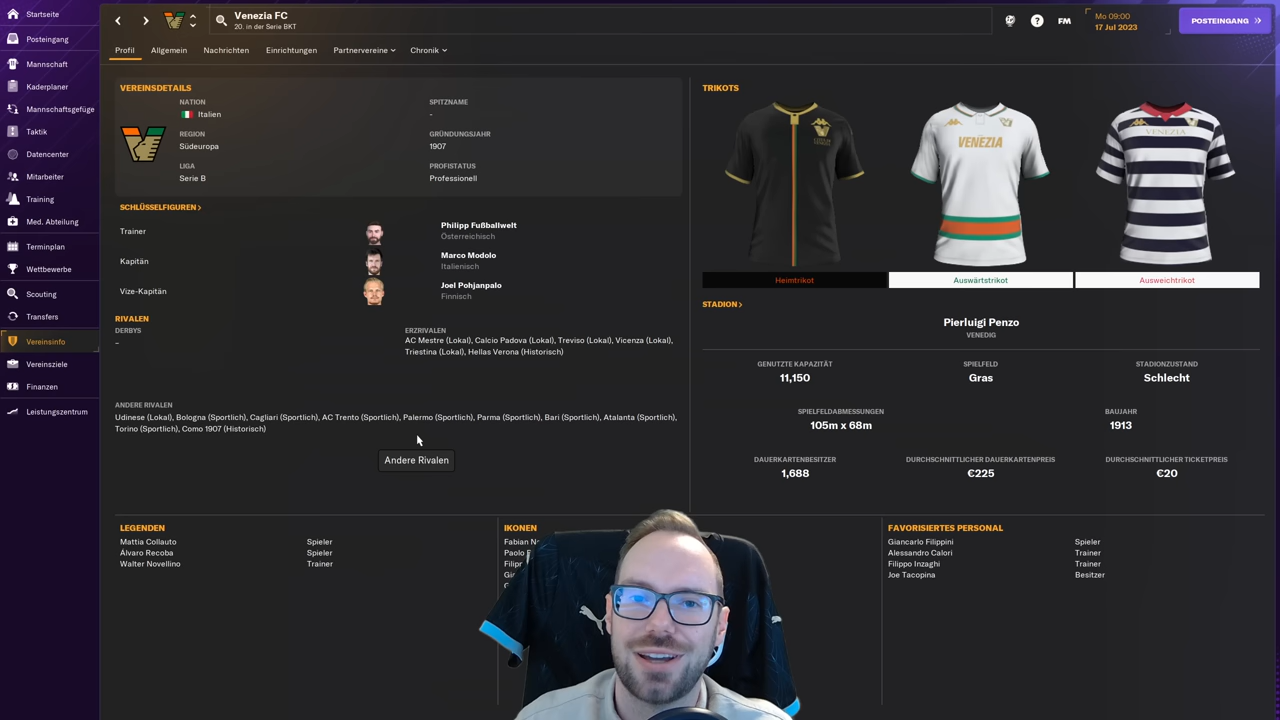 Startseite
Posteingang
Mannschaft
Kaderplaner
Mannschaftsgefüge
Taktik
Datencenter
Mitarbeiter
Training
Med. Abteilung
Terminplan
Wettbewerbe
Scouting
Transfers
Vereinsinfo
Vereinsziele
Finanzen
Leistungszentrum
Venezia FC
20. in der Serie BKT
?
FM
Mo 09:00
17 Jul 2023
POSTEINGANG
Profil Allgemein Nachrichten Einrichtungen Partnervereine Chronik
VEREINSDETAILS
NATION
Italien
SPITZNAME
-
REGION
Südeuropa
GRÜNDUNGSJAHR
1907
LIGA
Serie B
PROFISTATUS
Professionell
SCHLÜSSELFIGUREN >
Trainer
Philipp Fußballwelt
Österreichisch
Kapitän
Marco Modolo
Italienisch
Vize-Kapitän
Joel Pohjanpalo
Finnisch
RIVALEN
DERBYS
–
ERZRIVALEN
AC Mestre (Lokal), Calcio Padova (Lokal), Treviso (Lokal), Vicenza (Lokal),
Triestina (Lokal), Hellas Verona (Historisch)
ANDERE RIVALEN
Udinese (Lokal), Bologna (Sportlich), Cagliari (Sportlich), AC Trento (Sportlich), Palermo (Sportlich), Parma (Sportlich), Bari (Sportlich), Atalanta (Sportlich),
Torino (Sportlich), Como 1907 (Historisch)
Andere Rivalen
TRIKOTS
VENEZIA
VENEZIA
Heimtrikot
Auswärtstrikot
Ausweichtrikot
STADION >
Pierluigi Penzo
VENEDIG
GENUTZTE KAPAZITÄT
11,150
SPIELFELD
Gras
STADIONZUSTAND
Schlecht
SPIELFELDABMESSUNGEN
105m x 68m
BAUJAHR
1913
DAUERKARTENBESITZER
1,688
DURCHSCHNITTLICHER DAUERKARTENPREIS
€225
DURCHSCHNITTLICHER TICKETPREIS
€20
LEGENDEN
Mattia Collauto Spieler
Álvaro Recoba Spieler
Walter Novellino Trainer
IKONEN
Fabian
Paolo
FAVORISIERTES PERSONAL
Giancarlo Filippini Spieler
Alessandro Calori Trainer
Filippo Inzaghi Trainer
Joe Tacopina Besitzer